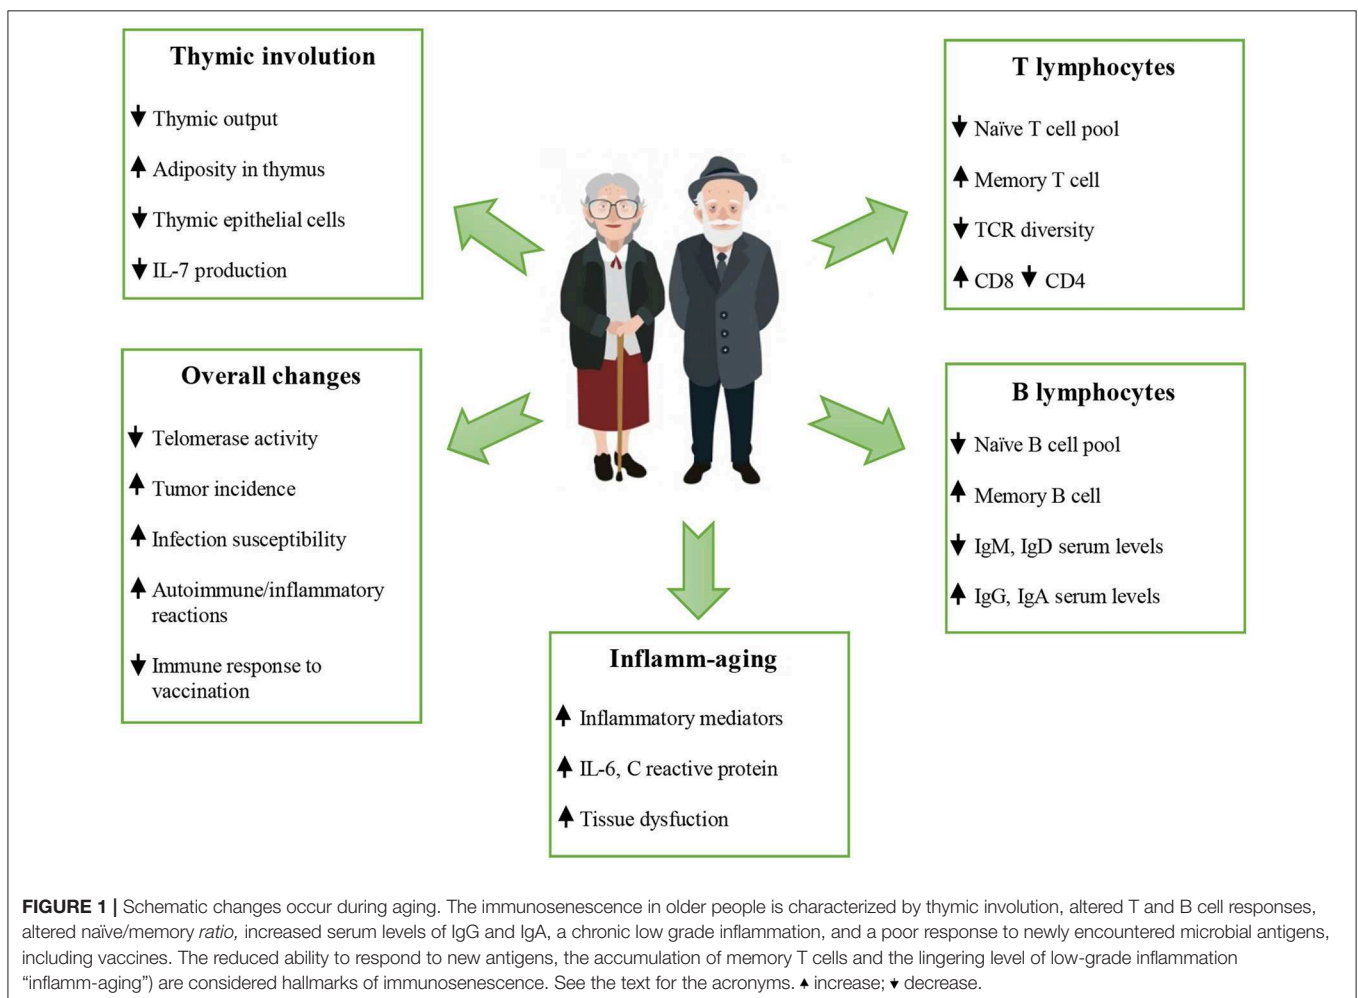 Thymic involution
↓ Thymic output
↑ Adiposity in thymus
↓ Thymic epithelial cells
↓ IL-7 production
T lymphocytes
↓ Naïve T cell pool
↑ Memory T cell
↓ TCR diversity
↑ CD8 ↓ CD4
Overall changes
↓ Telomerase activity
↑ Tumor incidence
↑ Infection susceptibility
↑ Autoimmune/inflammatory
reactions
↓ Immune response to
vaccination
B lymphocytes
↓ Naïve B cell pool
↑ Memory B cell
↓ IgM, IgD serum levels
↑ IgG, IgA serum levels
Inflamm-aging
↑ Inflammatory mediators
↑ IL-6, C reactive protein
↑ Tissue dysfuction
FIGURE 1 | Schematic changes occur during aging. The immunosenescence in older people is characterized by thymic involution, altered T and B cell responses,
altered naïve/memory ratio, increased serum levels of IgG and IgA, a chronic low grade inflammation, and a poor response to newly encountered microbial antigens,
including vaccines. The reduced ability to respond to new antigens, the accumulation of memory T cells and the lingering level of low-grade inflammation
“inflamm-aging”) are considered hallmarks of immunosenescence. See the text for the acronyms. ↑ increase; ↓ decrease.